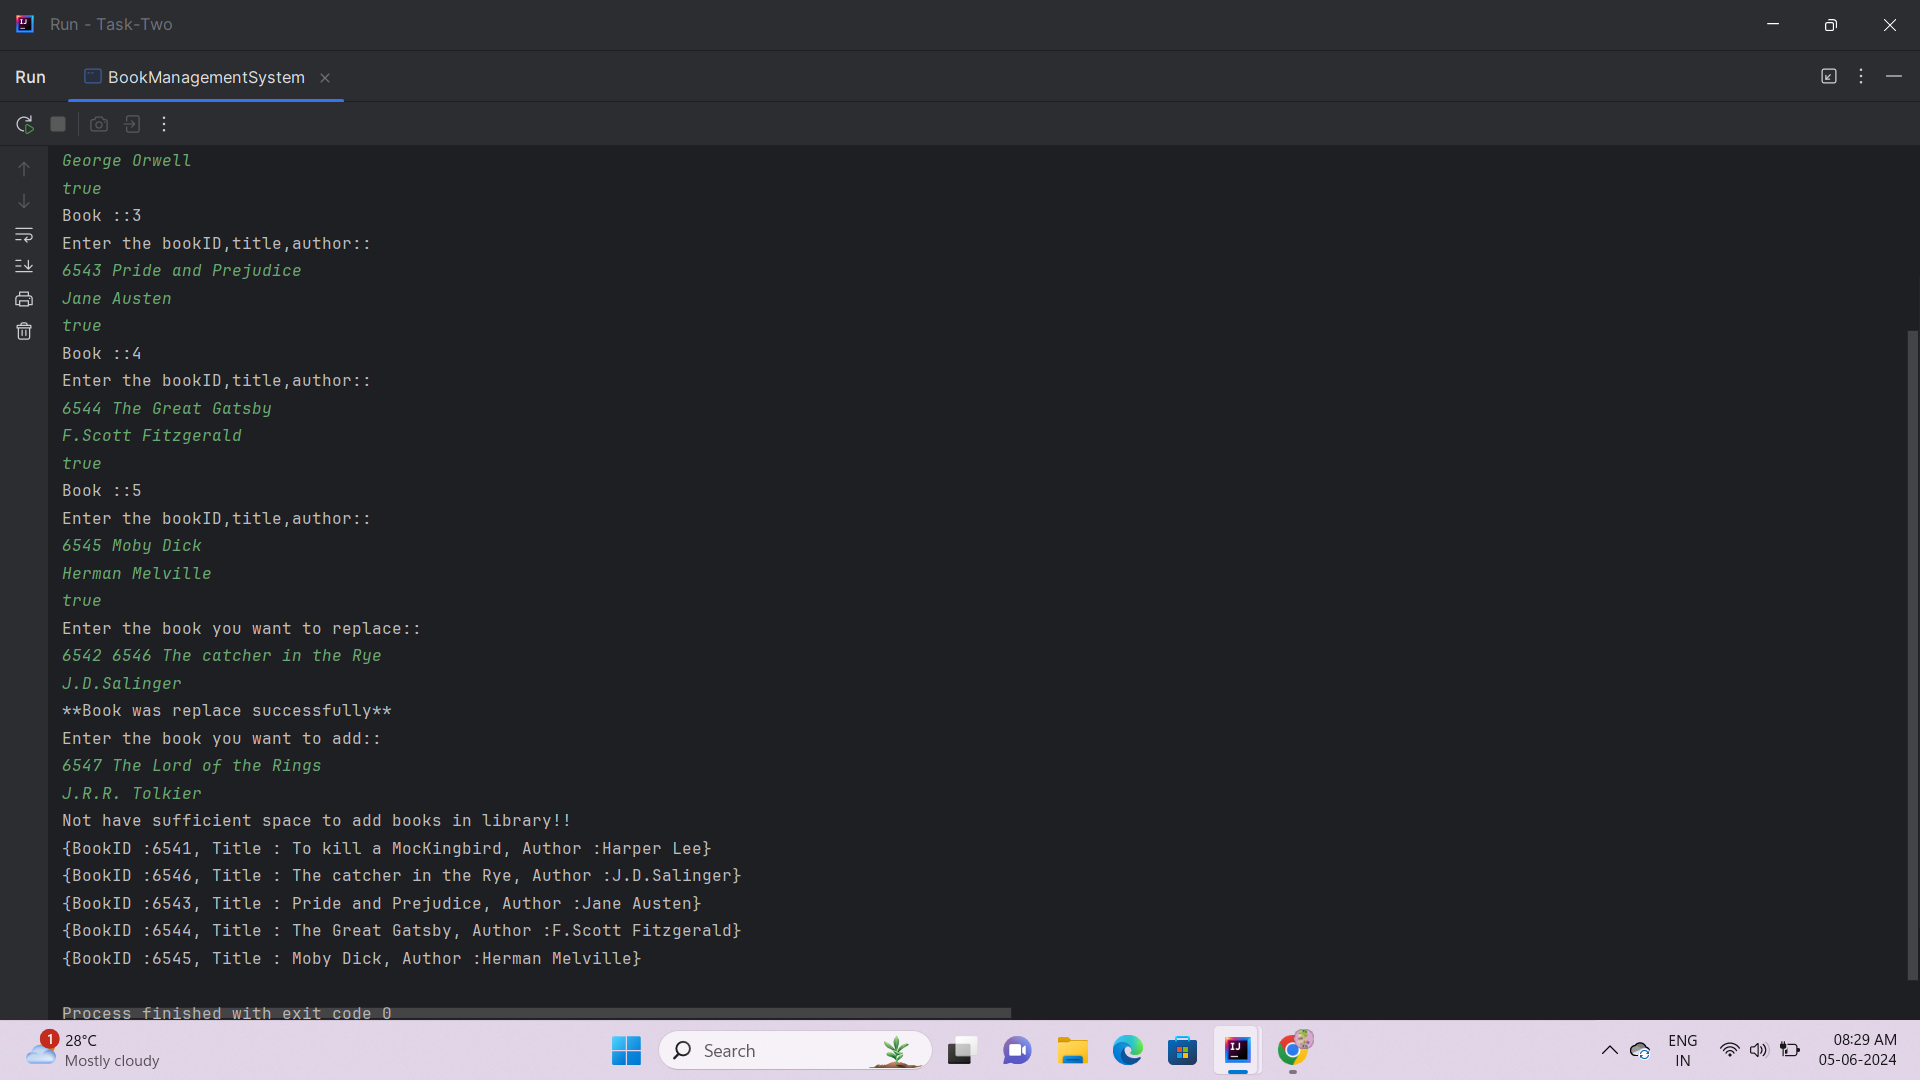 Run - Task-Two
Run BookManagementSystem
George Orwell
true
Book ::3
Enter the bookID,title,author::
6543 Pride and Prejudice
Jane Austen
true
Book ::4
Enter the bookID,title,author::
6544 The Great Gatsby
F.Scott Fitzgerald
true
Book ::5
Enter the bookID,title,author::
6545 Moby Dick
Herman Melville
true
Enter the book you want to replace::
6542 6546 The catcher in the Rye
J.D.Salinger
**Book was replace successfully**
Enter the book you want to add::
6547 The Lord of the Rings
J.R.R. Tolkier
Not have sufficient space to add books in library!!
{BookID :6541, Title : To kill a MocKingbird, Author :Harper Lee}
{BookID :6546, Title : The catcher in the Rye, Author :J.D.Salinger}
{BookID :6543, Title : Pride and Prejudice, Author :Jane Austen}
{BookID :6544, Title : The Great Gatsby, Author :F.Scott Fitzgerald}
{BookID :6545, Title : Moby Dick, Author :Herman Melville}
Process finished with exit code 0
1
28°C
Mostly cloudy
Search
ENG
IN
08:29 AM
05-06-2024